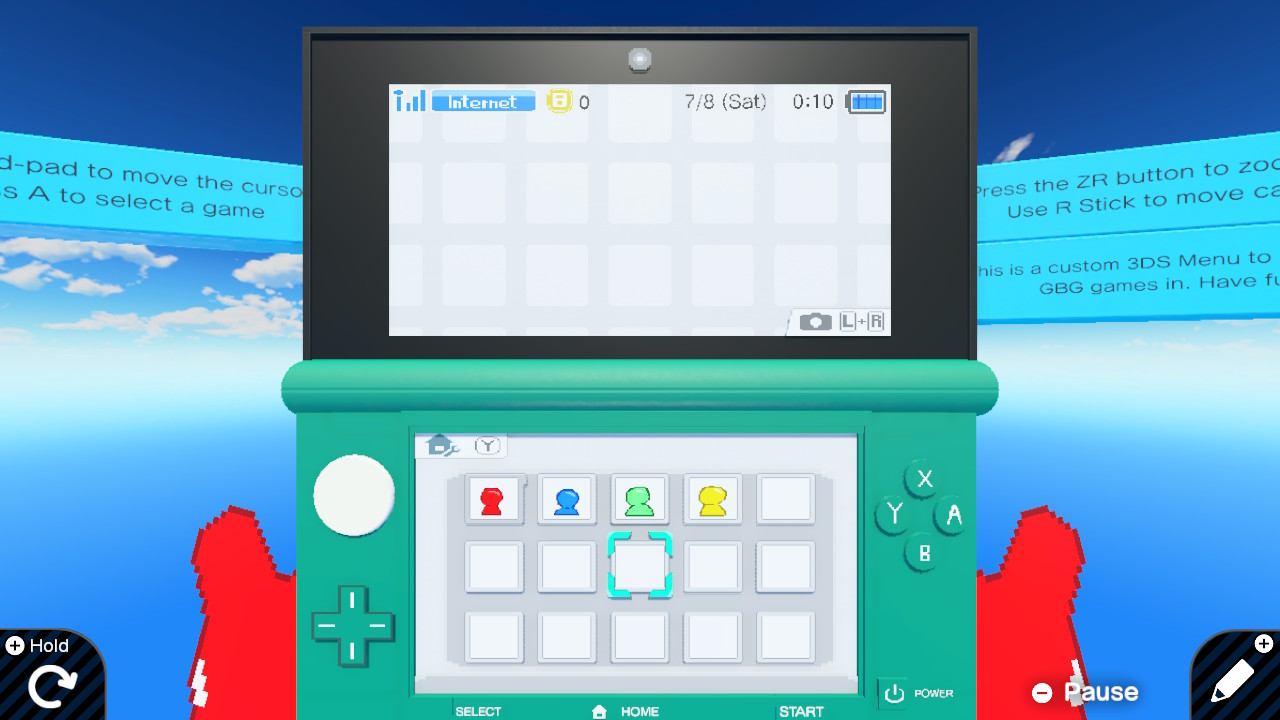 Internet
0
7/8 (Sat)
0:10
L+R
d-pad to move the curso
ss A to select a game
Press the ZR button to zoo
Use R Stick to move ca
his is a custom 3DS Menu to
GBG games in. Have fu
Y
X
Y
A
B
Hold
POWER
Pause
SELECT
HOME
START